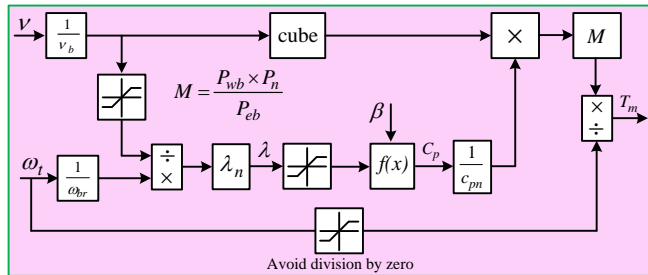 ν
1
ν_b
cube
×
M
M = P_wb × P_n
P_eb
β
×
÷
T_m
ω_t
1
ω_br
÷
×
λ_n
λ
f(x)
C_p
1
c_pn
Avoid division by zero